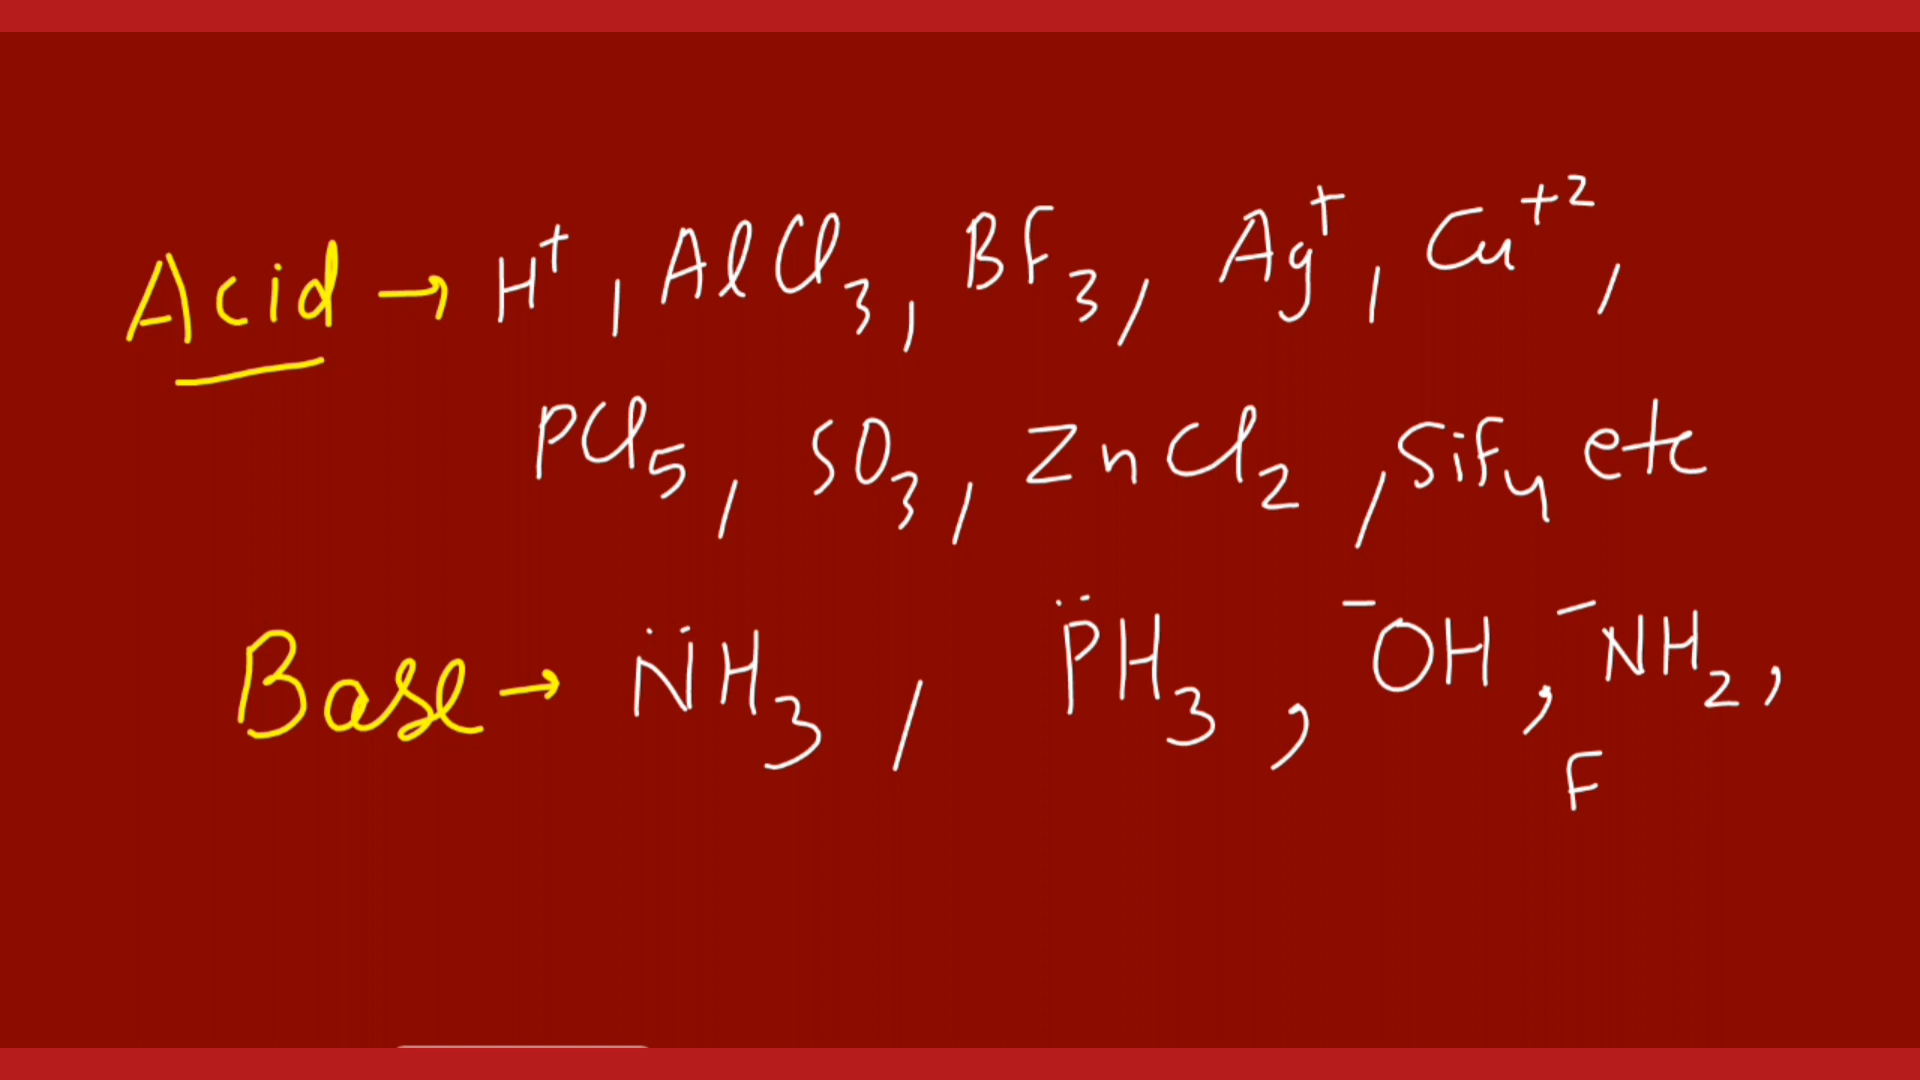 Acid → H⁺, AlCl₃, BF₃, Ag⁺, Cu⁺²,
PCl₅, SO₃, ZnCl₂, SiF₄ etc
Base → N̈H₃, P̈H₃, ⁻OH, ⁻NH₂,
F